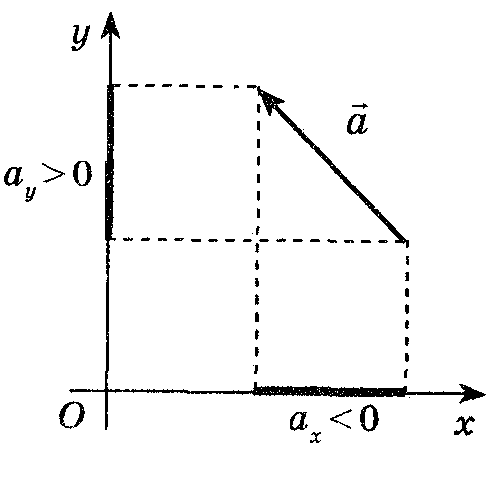 y
a⃗
a_y > 0
O
a_x < 0
x